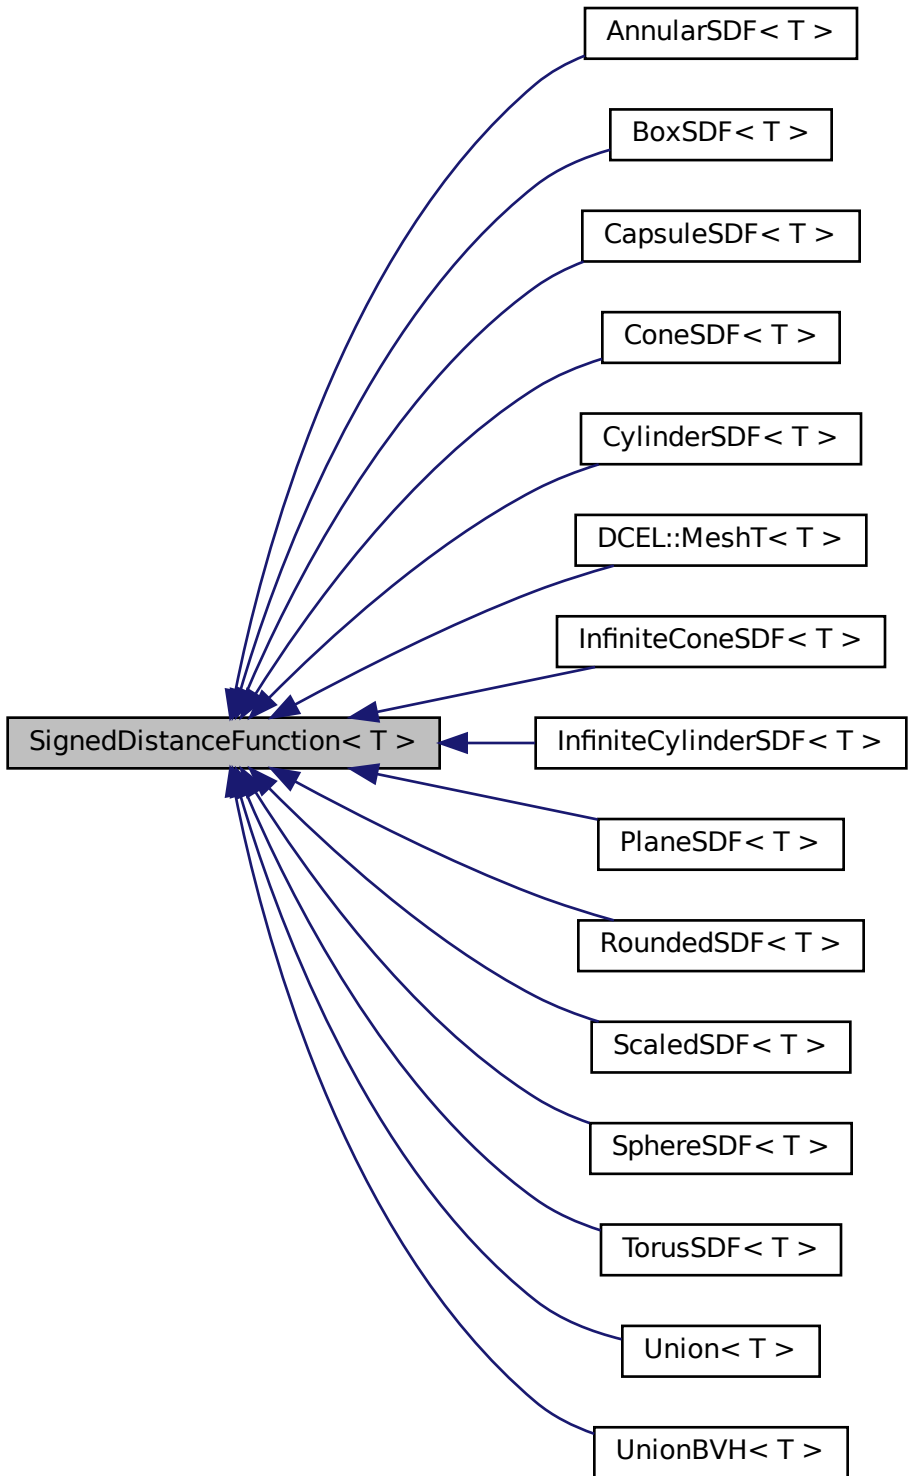 AnnularSDF< T >
BoxSDF< T >
CapsuleSDF< T >
ConeSDF< T >
CylinderSDF< T >
DCEL::MeshT< T >
InfiniteConeSDF< T >
SignedDistanceFunction< T >
InfiniteCylinderSDF< T >
PlaneSDF< T >
RoundedSDF< T >
ScaledSDF< T >
SphereSDF< T >
TorusSDF< T >
Union< T >
UnionBVH< T >